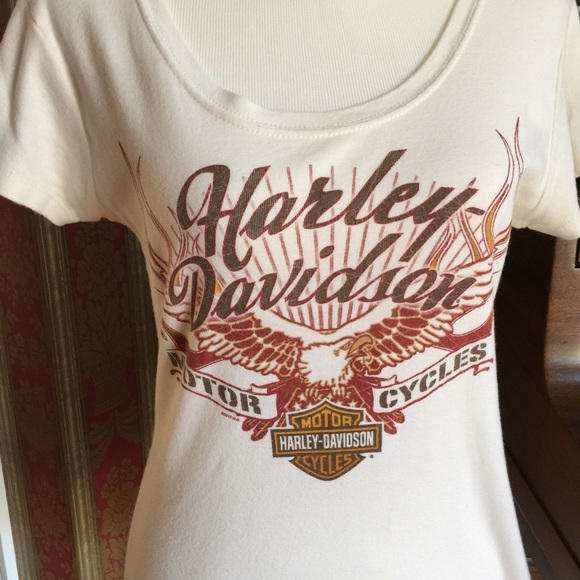 Harley-
Davidson
MOTOR CYCLES
MOTOR
HARLEY-DAVIDSON
CYCLES